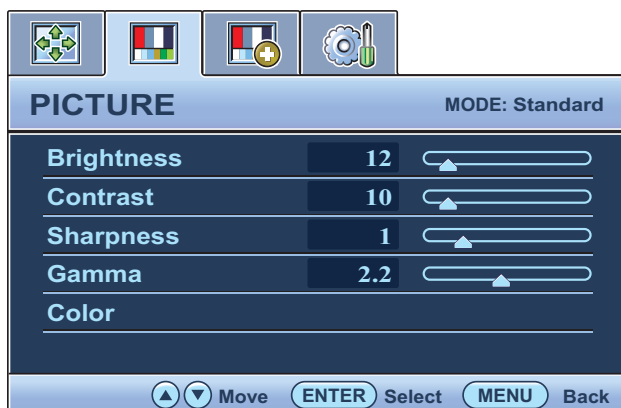 PICTURE MODE: Standard
Brightness 12
Contrast 10
Sharpness 1
Gamma 2.2
Color
Move ENTER Select MENU Back